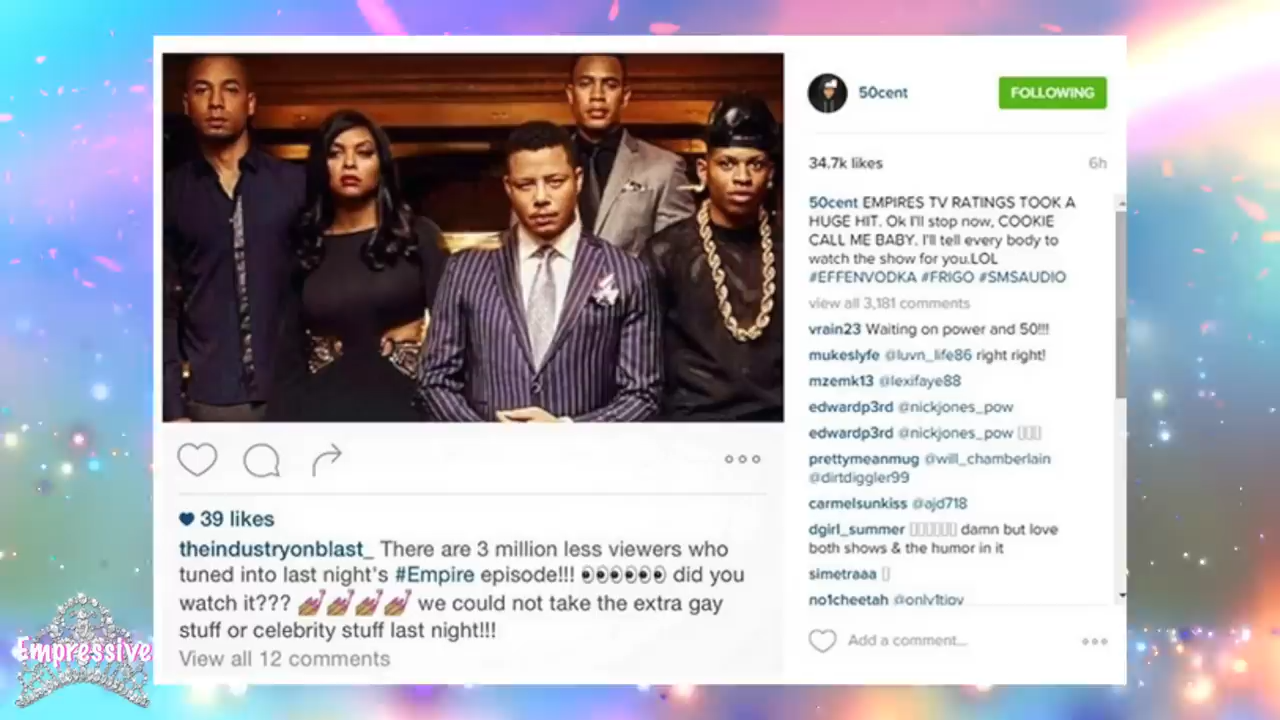 50cent
FOLLOWING
34.7k likes
6h
50cent EMPIRES TV RATINGS TOOK A
HUGE HIT. Ok I'll stop now, COOKIE
CALL ME BABY. I'll tell every body to
watch the show for you.LOL
#EFFENVODKA #FRIGO #SMSAUDIO
view all 3,181 comments
vrain23 Waiting on power and 50!!!
mukeslyfe @luvn_life86 right right!
mzemk13 @lexifaye88
edwardp3rd @nickjones_pow
edwardp3rd @nickjones_pow
prettymeanmug @will_chamberlain
@dirtdiggler99
carmelsunkiss @ajd718
dgirl_summer damn but love
both shows & the humor in it
simetraaa
no1cheetah @only1tjov
Add a comment...
39 likes
theindustryonblast_ There are 3 million less viewers who
tuned into last night's #Empire episode!!! 👀👀👀 did you
watch it??? 💅💅💅💅 we could not take the extra gay
stuff or celebrity stuff last night!!!
View all 12 comments
Empressive